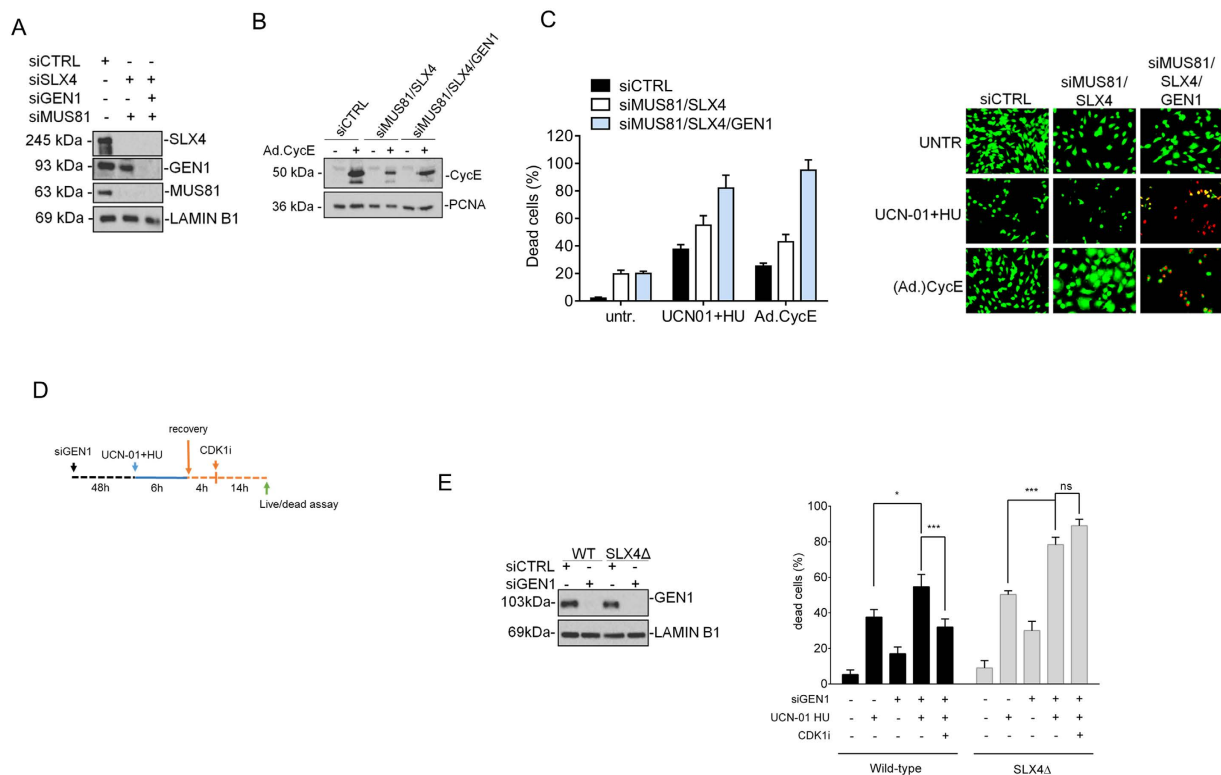 A
siCTRL + - -
siSLX4 - + +
siGEN1 - - +
siMUS81 - + +
245 kDa -SLX4
93 kDa -GEN1
63 kDa -MUS81
69 kDa -LAMIN B1
B
siCTRL siMUS81/SLX4 siMUS81/SLX4/GEN1
Ad.CycE - + - + - +
50 kDa -CycE
36 kDa -PCNA
C
siCTRL
siMUS81/SLX4
siMUS81/SLX4/GEN1
Dead cells (%)
120
100
80
60
40
20
0
untr. UCN01+HU Ad.CycE
siCTRL siMUS81/SLX4 siMUS81/SLX4/GEN1
UNTR
UCN-01+HU
(Ad.)CycE
D
siGEN1 UCN-01+HU recovery CDK1i
48h 6h 4h 14h
Live/dead assay
E
WT SLX4Δ
siCTRL + - + -
siGEN1 - + - +
103kDa- -GEN1
69kDa- -LAMIN B1
dead cells (%)
100
80
60
40
20
0
* *** *** ns
siGEN1 - - + + + - - + + +
UCN-01 HU - + - + + - + - + +
CDK1i - - - - + - - - - +
Wild-type SLX4Δ